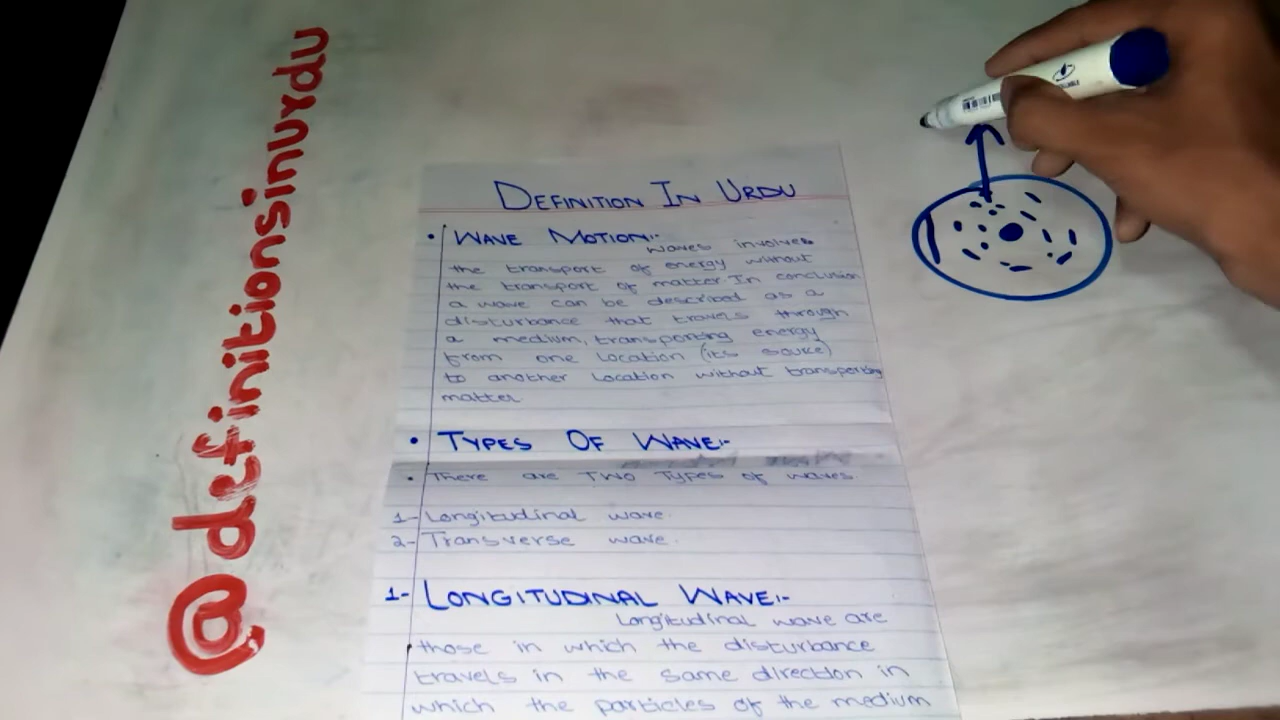 @definitionsinurdu
DEFINITION IN URDU
• WAVE MOTION:-
waves involves
the transport of energy without
the transport of matter. In conclusion
a wave can be described as a
disturbance that travels through
a medium, transporting energy
from one location (its souke)
to another location without transporting
matter
• TYPES OF WAVE:-
• There are TWO Types of waves.
1- Longitudinal wave.
2- Transverse wave.
1- LONGITUDINAL WAVE:-
Longitudinal wave are
those in which the disturbance
travels in the same direction in
which the particles of the medium